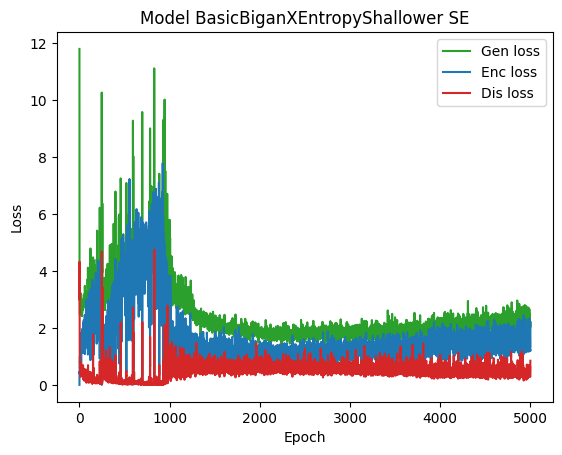 Model BasicBiganXEntropyShallower SE
Gen loss
Enc loss
Dis loss
12
10
8
6
4
2
0
Loss
0 1000 2000 3000 4000 5000
Epoch